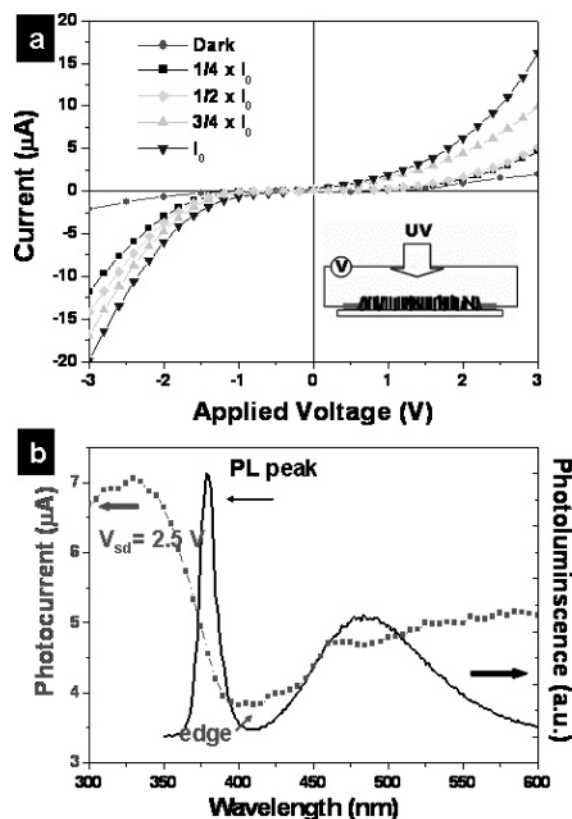 a
Dark
1/4 x I0
1/2 x I0
3/4 x I0
I0
Current (μA)
20
15
10
5
0
-5
-10
-15
-20
UV
V
-3 -2 -1 0 1 2 3
Applied Voltage (V)
b
PL peak
Vsd= 2.5 V
edge
Photocurrent (μA)
7
6
5
4
3
Photoluminscence (a.u.)
300 350 400 450 500 550 600
Wavelength (nm)